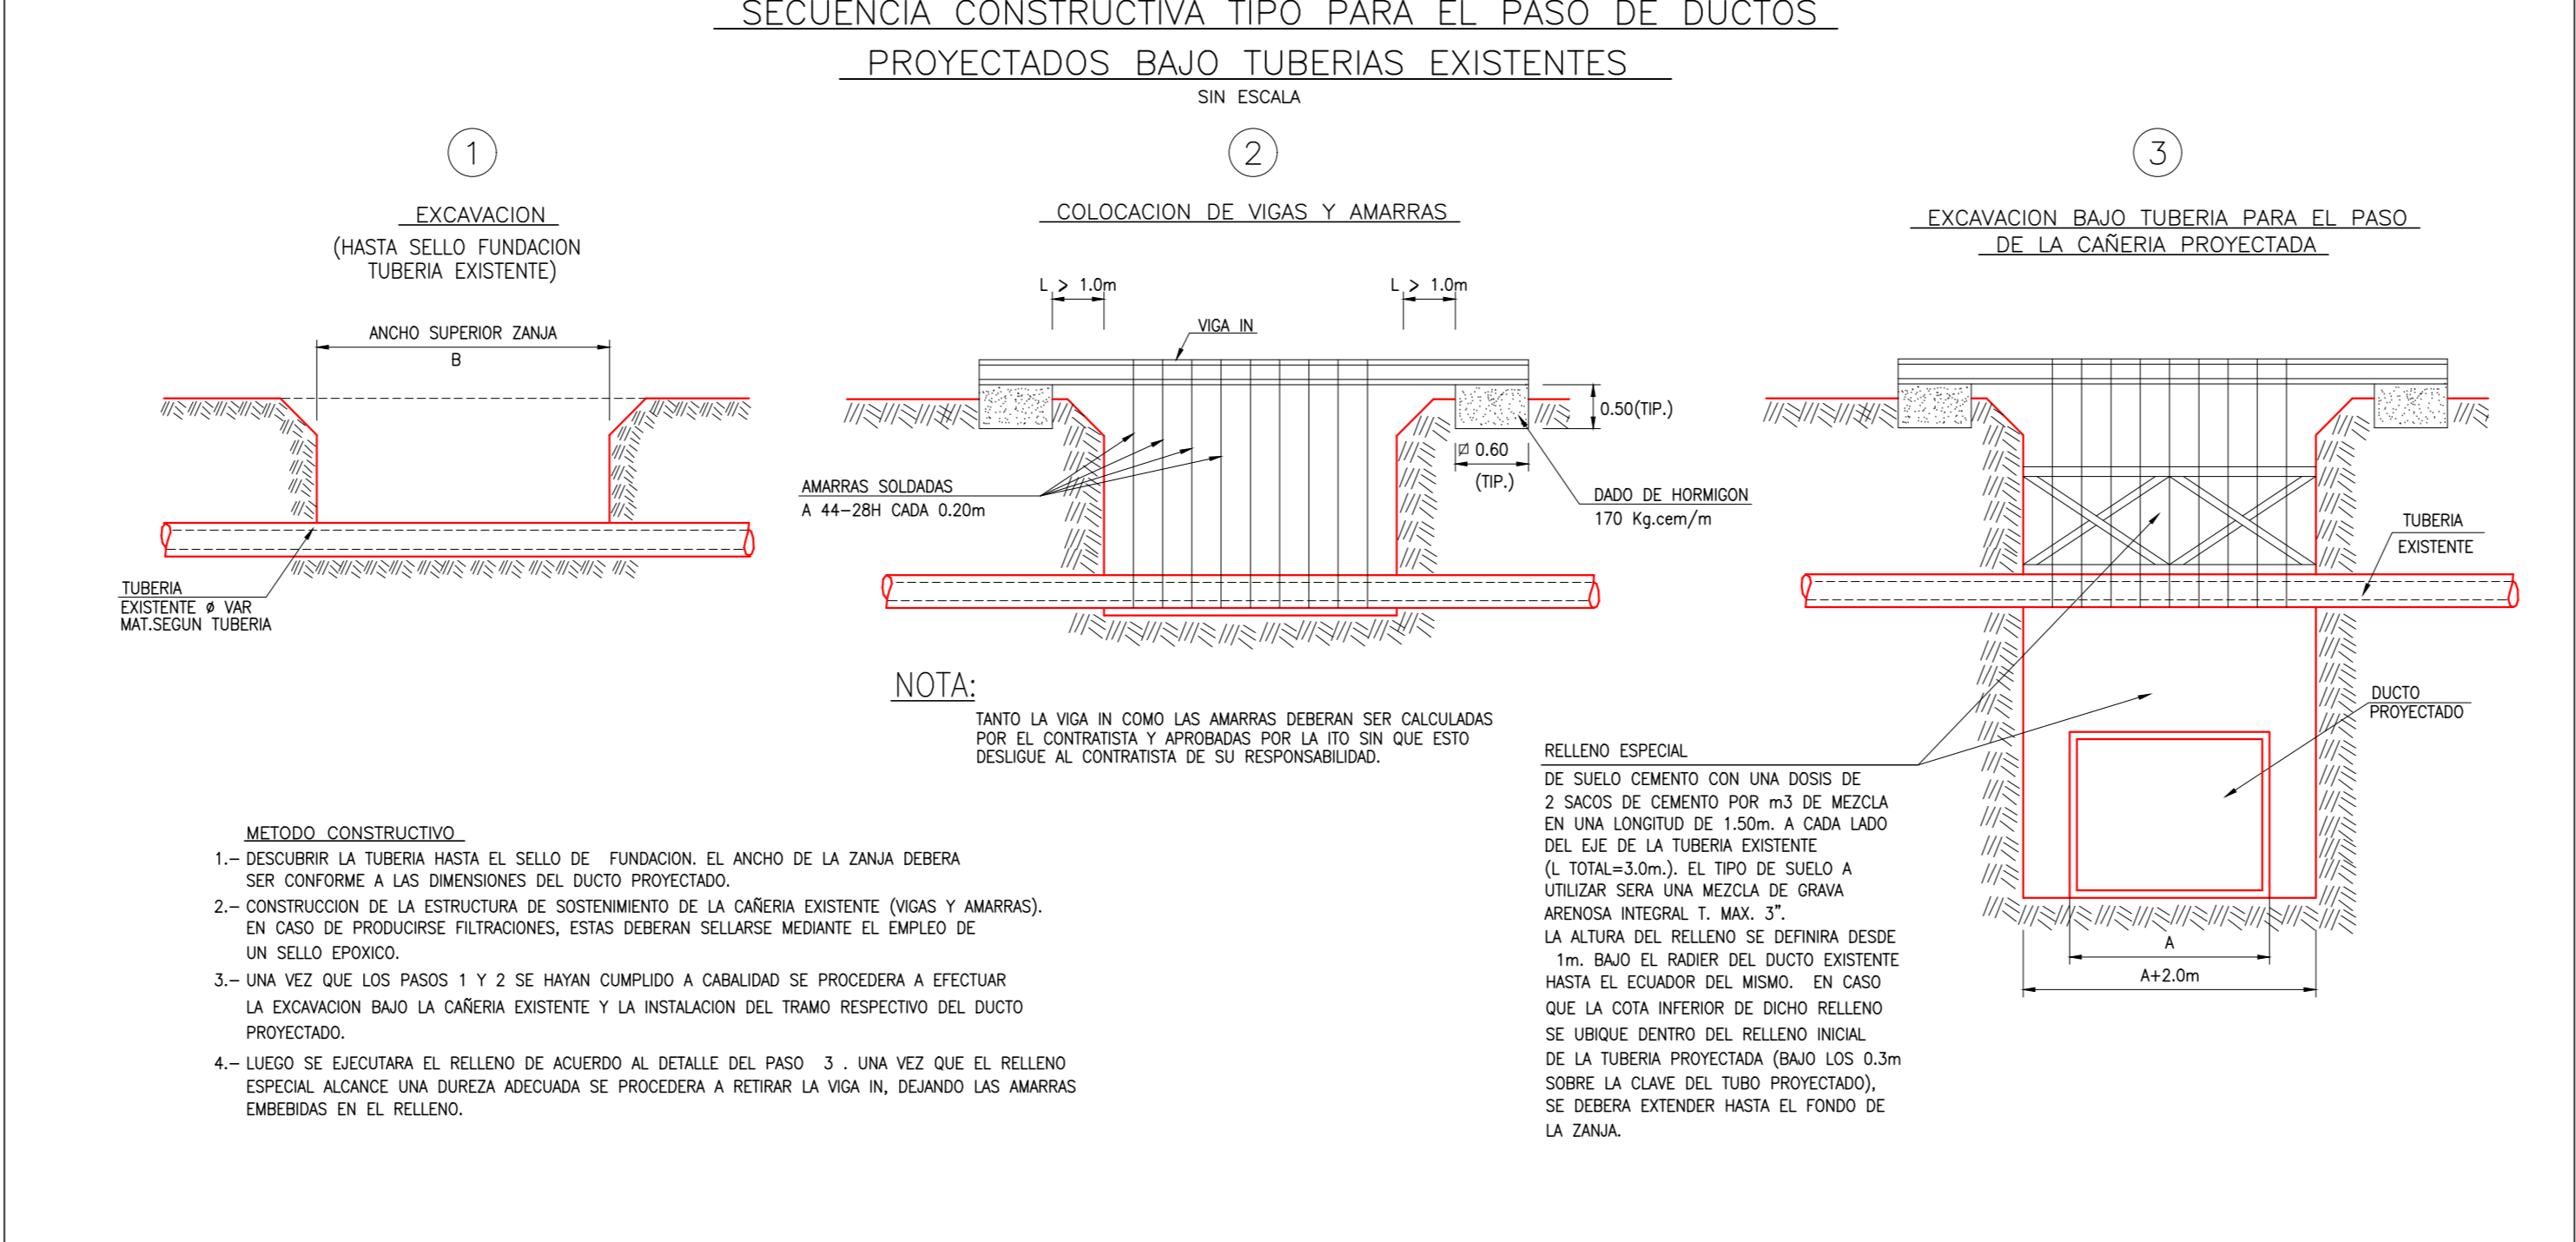 SECUENCIA CONSTRUCTIVA TIPO PARA EL PASO DE DUCTOS
PROYECTADOS BAJO TUBERIAS EXISTENTES
SIN ESCALA
1
EXCAVACION
(HASTA SELLO FUNDACION
TUBERIA EXISTENTE)
ANCHO SUPERIOR ZANJA
B
TUBERIA
EXISTENTE Ø VAR
MAT.SEGUN TUBERIA
2
COLOCACION DE VIGAS Y AMARRAS
L > 1.0m
L > 1.0m
VIGA IN
0.50(TIP.)
⌀ 0.60
(TIP.)
AMARRAS SOLDADAS
A 44-28H CADA 0.20m
DADO DE HORMIGON
170 Kg.cem/m
NOTA:
TANTO LA VIGA IN COMO LAS AMARRAS DEBERAN SER CALCULADAS
POR EL CONTRATISTA Y APROBADAS POR LA ITO SIN QUE ESTO
DESLIGUE AL CONTRATISTA DE SU RESPONSABILIDAD.
3
EXCAVACION BAJO TUBERIA PARA EL PASO
DE LA CAÑERIA PROYECTADA
TUBERIA
EXISTENTE
DUCTO
PROYECTADO
A
A+2.0m
RELLENO ESPECIAL
DE SUELO CEMENTO CON UNA DOSIS DE
2 SACOS DE CEMENTO POR m3 DE MEZCLA
EN UNA LONGITUD DE 1.50m. A CADA LADO
DEL EJE DE LA TUBERIA EXISTENTE
(L TOTAL=3.0m.). EL TIPO DE SUELO A
UTILIZAR SERA UNA MEZCLA DE GRAVA
ARENOSA INTEGRAL T. MAX. 3".
LA ALTURA DEL RELLENO SE DEFINIRA DESDE
1m. BAJO EL RADIER DEL DUCTO EXISTENTE
HASTA EL ECUADOR DEL MISMO. EN CASO
QUE LA COTA INFERIOR DE DICHO RELLENO
SE UBIQUE DENTRO DEL RELLENO INICIAL
DE LA TUBERIA PROYECTADA (BAJO LOS 0.3m
SOBRE LA CLAVE DEL TUBO PROYECTADO),
SE DEBERA EXTENDER HASTA EL FONDO DE
LA ZANJA.
METODO CONSTRUCTIVO
1.- DESCUBRIR LA TUBERIA HASTA EL SELLO DE FUNDACION. EL ANCHO DE LA ZANJA DEBERA
SER CONFORME A LAS DIMENSIONES DEL DUCTO PROYECTADO.
2.- CONSTRUCCION DE LA ESTRUCTURA DE SOSTENIMIENTO DE LA CAÑERIA EXISTENTE (VIGAS Y AMARRAS).
EN CASO DE PRODUCIRSE FILTRACIONES, ESTAS DEBERAN SELLARSE MEDIANTE EL EMPLEO DE
UN SELLO EPOXICO.
3.- UNA VEZ QUE LOS PASOS 1 Y 2 SE HAYAN CUMPLIDO A CABALIDAD SE PROCEDERA A EFECTUAR
LA EXCAVACION BAJO LA CAÑERIA EXISTENTE Y LA INSTALACION DEL TRAMO RESPECTIVO DEL DUCTO
PROYECTADO.
4.- LUEGO SE EJECUTARA EL RELLENO DE ACUERDO AL DETALLE DEL PASO 3 . UNA VEZ QUE EL RELLENO
ESPECIAL ALCANCE UNA DUREZA ADECUADA SE PROCEDERA A RETIRAR LA VIGA IN, DEJANDO LAS AMARRAS
EMBEBIDAS EN EL RELLENO.